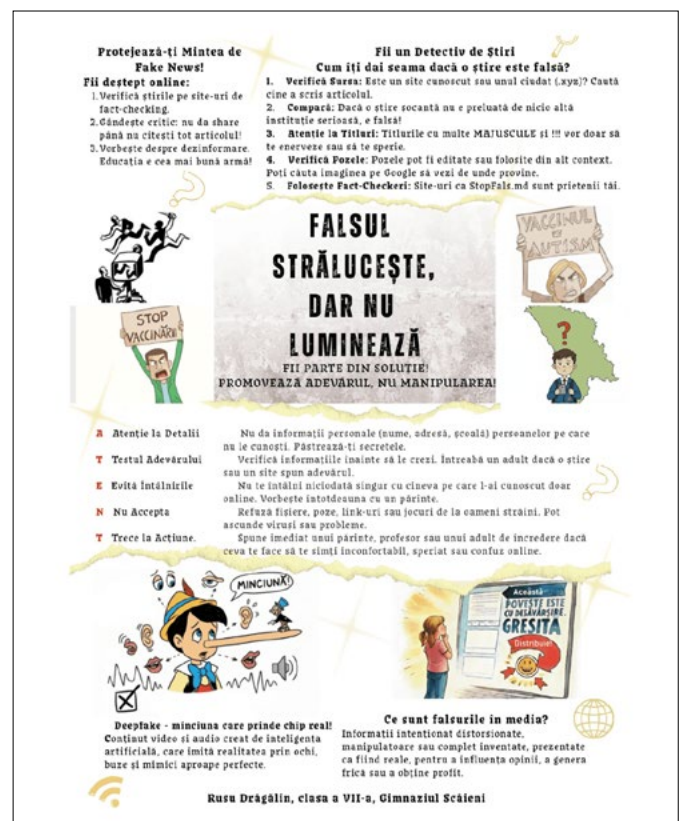 Protejează-ți Mintea de
Fake News!
Fii deștept online:
1. Verifică știrile pe site-uri de
fact-checking.
2. Gândește critic: nu da share
până nu citești tot articolul!
3. Vorbește despre dezinformare.
Educația e cea mai bună armă!
Fii un Detectiv de Știri
Cum îți dai seama dacă o știre este falsă?
1. Verifică Sursa: Este un site cunoscut sau unul ciudat (.xyz)? Caută
cine a scris articolul.
2. Compară: Dacă o știre șocantă nu e preluată de nicio altă
instituție serioasă, e falsă!
3. Atenție la Titluri: Titlurile cu multe MAJUSCULE și !!! vor doar să
te enerveze sau să te sperie.
4. Verifică Pozele: Pozele pot fi editate sau folosite din alt context.
Poți căuta imaginea pe Google să vezi de unde provine.
5. Folosește Fact-Checkeri: Site-uri ca StopFals.md sunt prietenii tăi.
FALSUL
STRĂLUCEȘTE,
DAR NU
LUMINEAZĂ
FII PARTE DIN SOLUȚIE!
PROMOVEAZĂ ADEVĂRUL, NU MANIPULAREA!
VACCINUL
AUTISM
STOP
VACCINĂRII
?
A Atenție la Detalii Nu da informații personale (nume, adresă, școală) persoanelor pe care
nu le cunoști. Păstrează-ți secretele.
T Testul Adevărului Verifică informațiile înainte să le crezi. Întreabă un adult dacă o știre
sau un site spun adevărul.
E Evită Întâlnirile Nu te întâlni niciodată singur cu cineva pe care l-ai cunoscut doar
online. Vorbește întotdeauna cu un părinte.
N Nu Accepta Refuză fișiere, poze, link-uri sau jocuri de la oameni străini. Pot
ascunde viruși sau probleme.
T Trece la Acțiune. Spune imediat unui părinte, profesor sau unui adult de încredere dacă
ceva te face să te simți inconfortabil, speriat sau confuz online.
MINCIUNĂ!
Această
POVESTE ESTE
CU DESĂVÂRȘIRE
GREȘITĂ
Distribuie!
Deepfake - minciuna care prinde chip real!
Conținut video și audio creat de inteligența
artificială, care imită realitatea prin ochi,
buze și mimici aproape perfecte.
Ce sunt falsurile în media?
Informații intenționat distorsionate,
manipulatoare sau complet inventate, prezentate
ca fiind reale, pentru a influența opinii, a genera
frică sau a obține profit.
Rusu Drăgălin, clasa a VII-a, Gimnaziul Scăieni